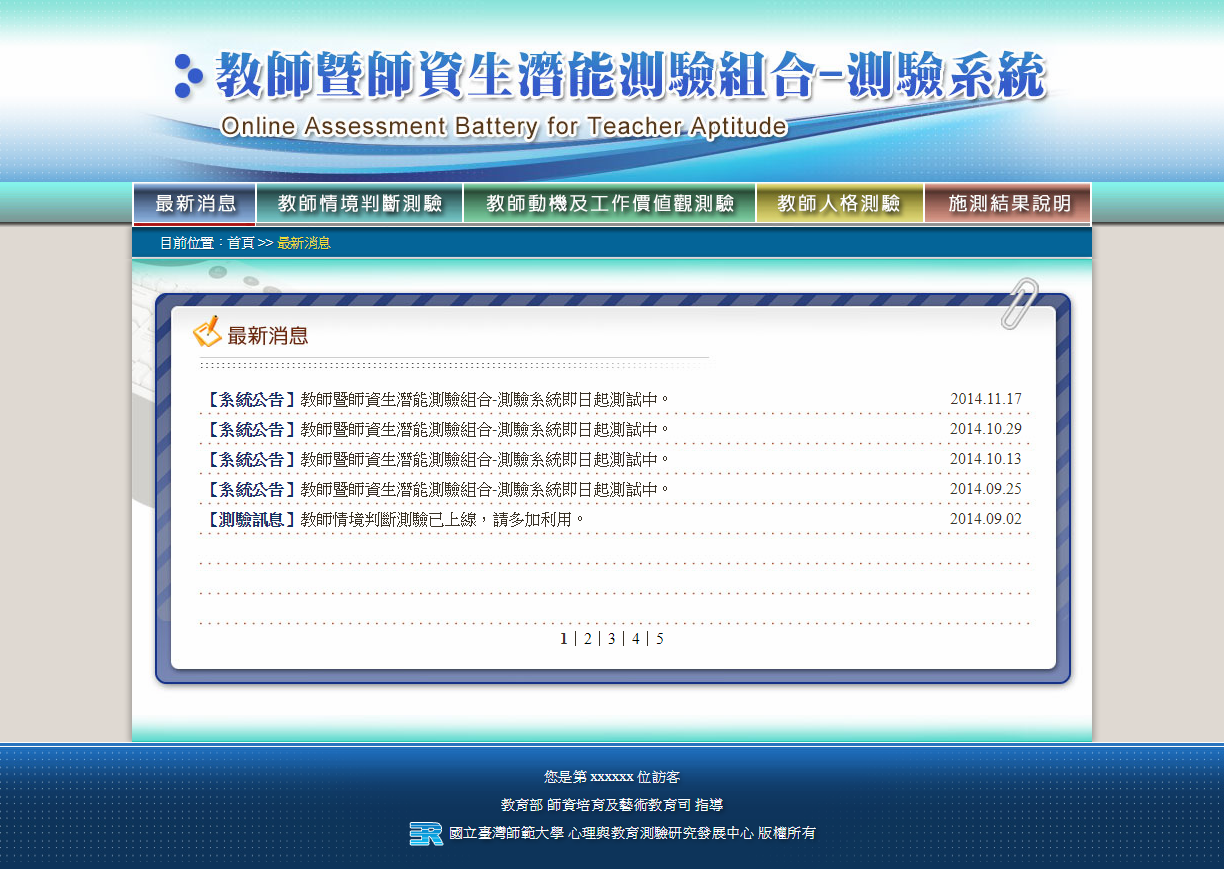 教師暨師資生潛能測驗組合-測驗系統
Online Assessment Battery for Teacher Aptitude
最新消息 教師情境判斷測驗 教師動機及工作價值觀測驗 教師人格測驗 施測結果說明
目前位置：首頁 >> 最新消息
最新消息
【系統公告】教師暨師資生潛能測驗組合-測驗系統即日起測試中。 2014.11.17
【系統公告】教師暨師資生潛能測驗組合-測驗系統即日起測試中。 2014.10.29
【系統公告】教師暨師資生潛能測驗組合-測驗系統即日起測試中。 2014.10.13
【系統公告】教師暨師資生潛能測驗組合-測驗系統即日起測試中。 2014.09.25
【測驗訊息】教師情境判斷測驗已上線，請多加利用。 2014.09.02
1 | 2 | 3 | 4 | 5
您是第 xxxxxx 位訪客
教育部 師資培育及藝術教育司 指導
國立臺灣師範大學 心理與教育測驗研究發展中心 版權所有